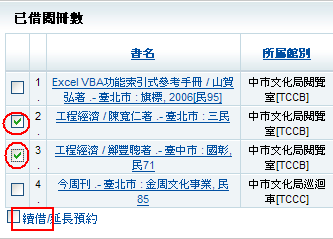 已借閱冊數
書名 所屬館別
1. Excel VBA功能索引式參考手冊 / 山賀弘著 .- 臺北市 : 旗標, 2006[民95] 中市文化局閱覽室[TCCB]
2. 工程經濟 / 陳寬仁著 .- 臺北市 : 三民 中市文化局閱覽室[TCCB]
3. 工程經濟 / 鄭豐聰著 .- 臺中市 : 國彰, 民71 中市文化局閱覽室[TCCB]
4. 今周刊 .- 臺北市 : 金周文化事業, 民85 中市文化局巡迴車[TCCC]
續借/延長預約